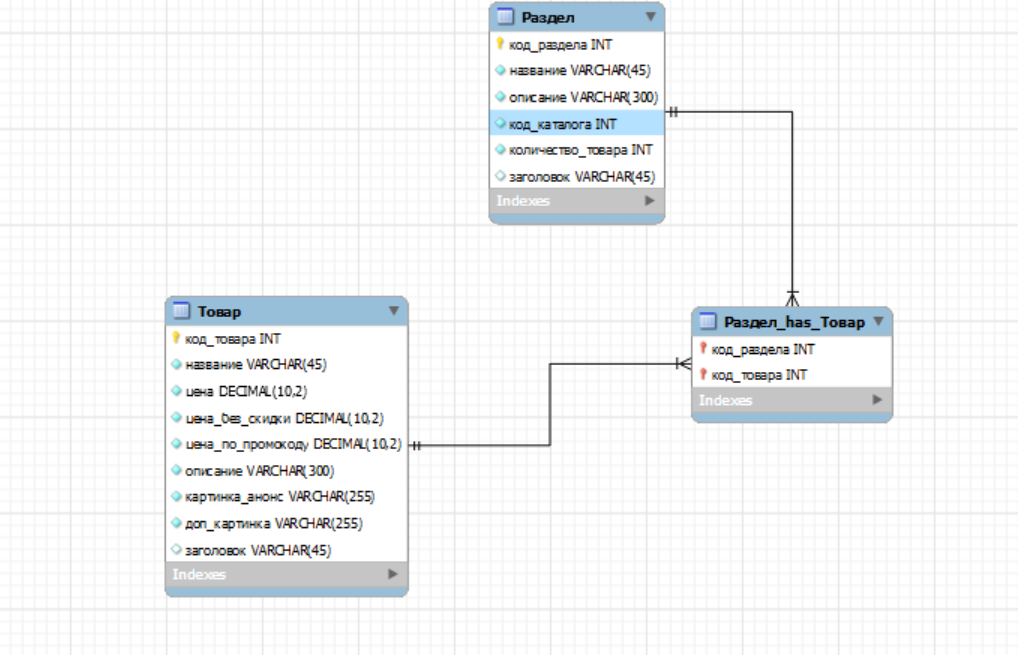 Раздел
код_раздела INT
название VARCHAR(45)
описание VARCHAR(300)
код_каталога INT
количество_товара INT
заголовок VARCHAR(45)
Indexes
Товар
код_товара INT
название VARCHAR(45)
цена DECIMAL(10,2)
цена_без_скидки DECIMAL(10,2)
цена_по_промокоду DECIMAL(10,2)
описание VARCHAR(300)
картинка_анонс VARCHAR(255)
доп_картинка VARCHAR(255)
заголовок VARCHAR(45)
Indexes
Раздел_has_Товар
код_раздела INT
код_товара INT
Indexes